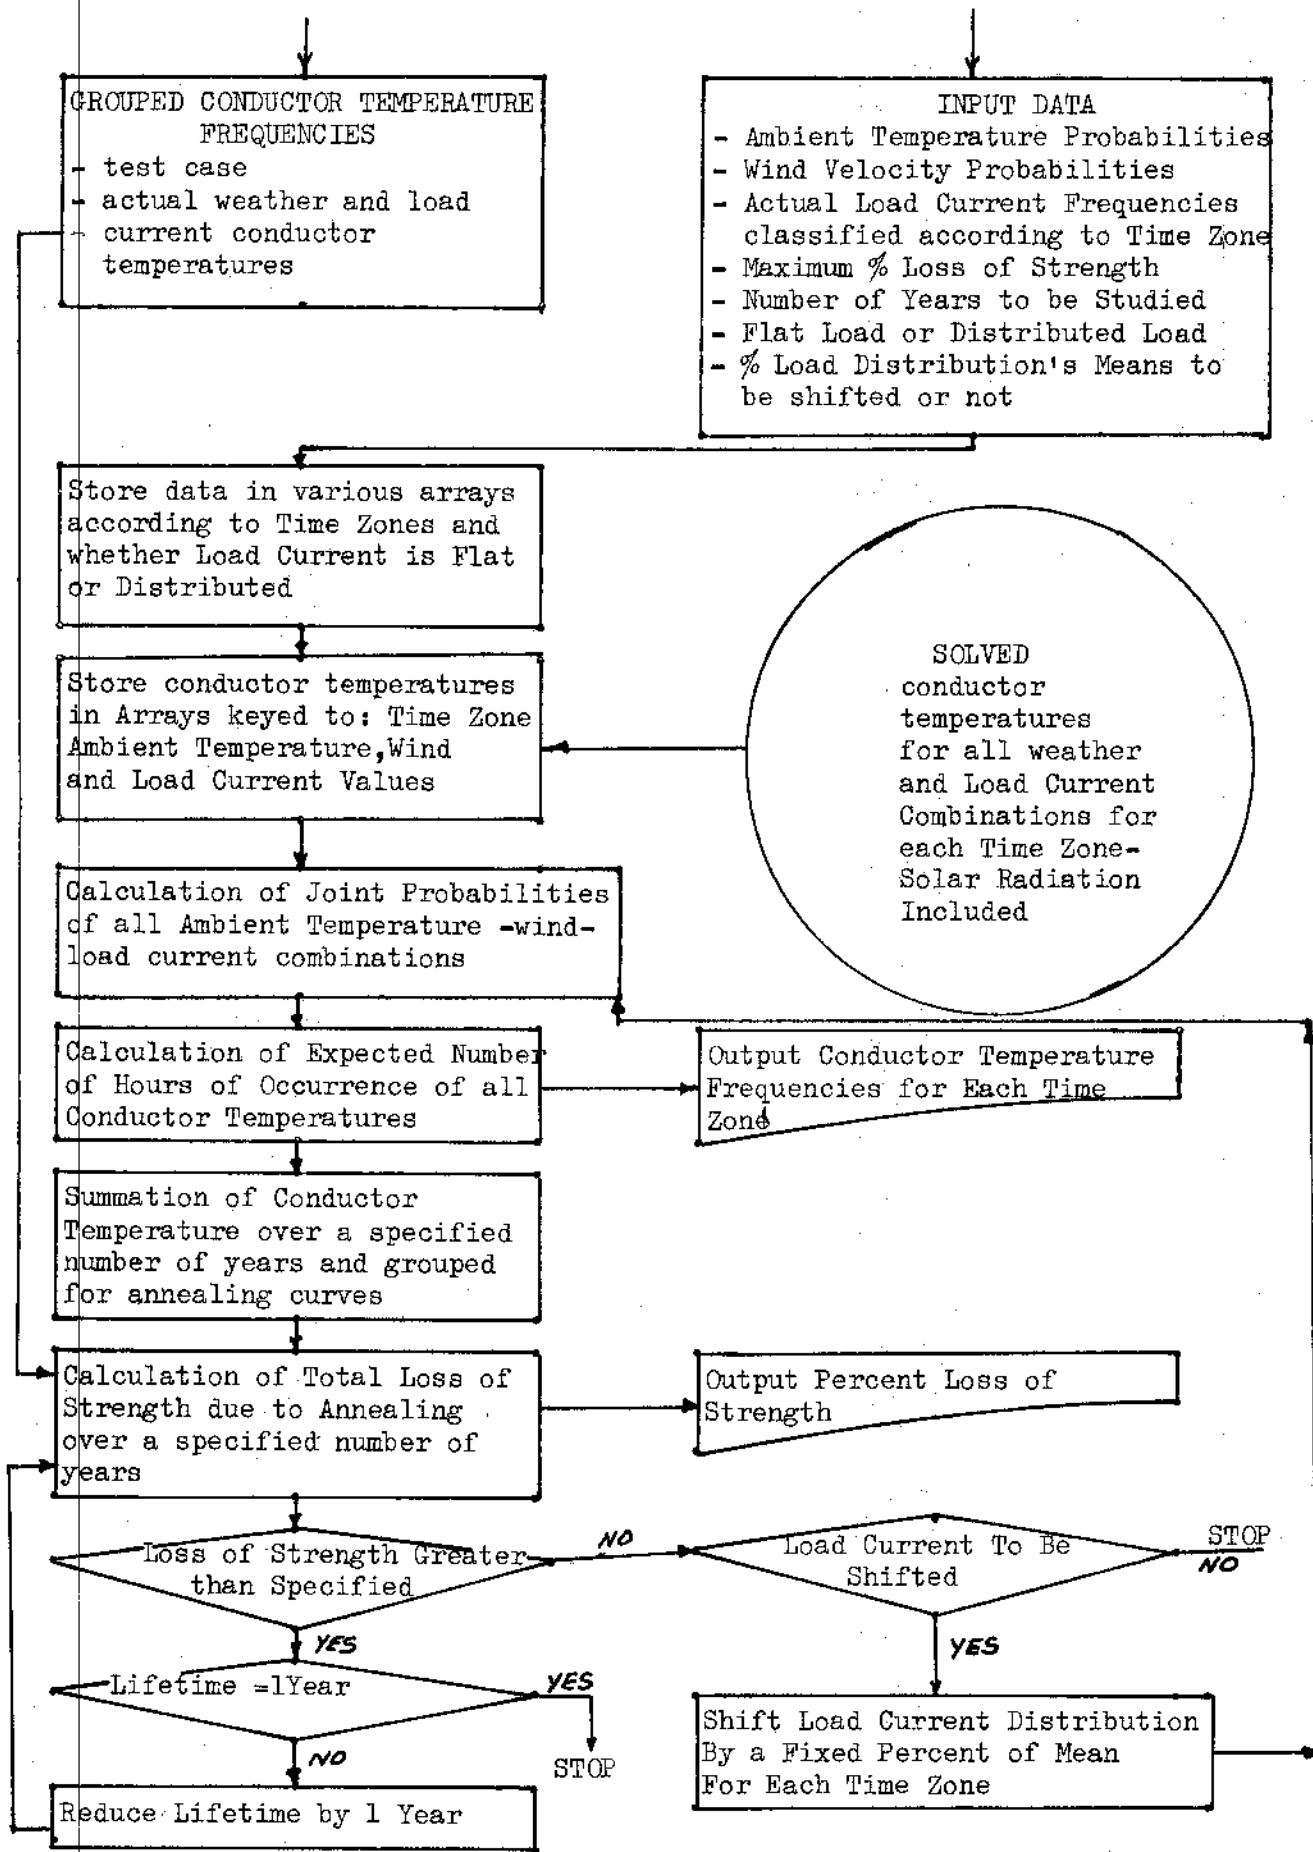 GROUPED CONDUCTOR TEMPERATURE
FREQUENCIES
- test case
- actual weather and load
- current conductor
temperatures
INPUT DATA
- Ambient Temperature Probabilities
- Wind Velocity Probabilities
- Actual Load Current Frequencies
classified according to Time Zone
- Maximum % Loss of Strength
- Number of Years to be Studied
- Flat Load or Distributed Load
- % Load Distribution's Means to
be shifted or not
Store data in various arrays
according to Time Zones and
whether Load Current is Flat
or Distributed
Store conductor temperatures
in Arrays keyed to: Time Zone
Ambient Temperature,Wind
and Load Current Values
SOLVED
conductor
temperatures
for all weather
and Load Current
Combinations for
each Time Zone-
Solar Radiation
Included
Calculation of Joint Probabilities
of all Ambient Temperature -wind-
load current combinations
Calculation of Expected Number
of Hours of Occurrence of all
Conductor Temperatures
Output Conductor Temperature
Frequencies for Each Time
Zone
Summation of Conductor
Temperature over a specified
number of years and grouped
for annealing curves
Calculation of Total Loss of
Strength due to Annealing
over a specified number of
years
Output Percent Loss of
Strength
Loss of Strength Greater
than Specified
NO
Load Current To Be
Shifted
STOP
NO
YES
YES
Lifetime =1Year
YES
STOP
NO
Shift Load Current Distribution
By a Fixed Percent of Mean
For Each Time Zone
Reduce Lifetime by 1 Year